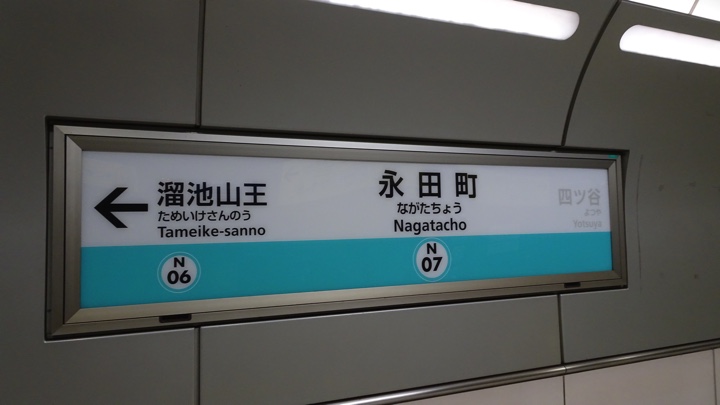 溜池山王
ためいけさんのう
Tameike-sanno
N
06
永田町
ながたちょう
Nagatacho
N
07
四ツ谷
よつや
Yotsuya